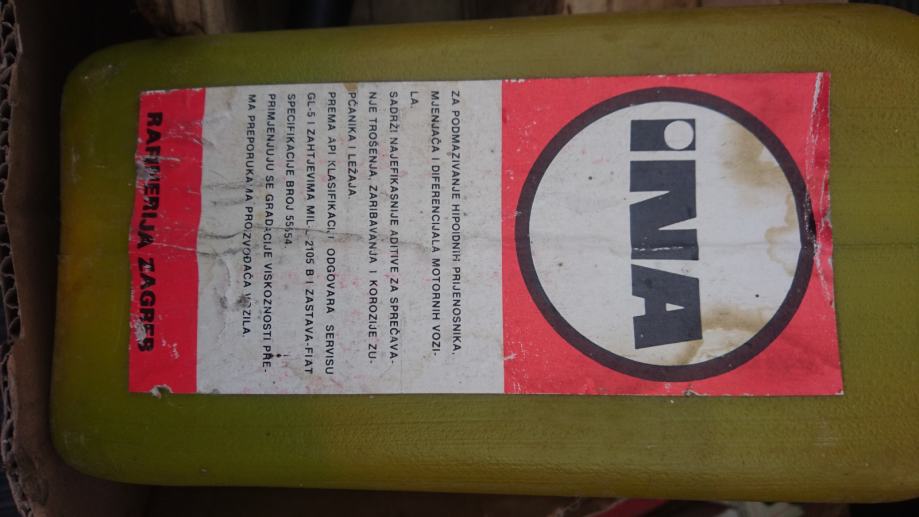 INA
ZA PODMAZIVANJE HIPOIDNIH PRIJENOSNIKA,
MJENJAČA I DIFERENCIJALA MOTORNIH VOZI-
LA.
SADRŽI NAJEFIKASNIJE ADITIVE ZA SPREČAVA-
NJE TROŠENJA, ZARIBAVANJA I KOROZIJE ZU-
PČANIKA I LEŽAJA.
PREMA API KLASIFIKACIJI ODGOVARA SERVISU
GL-5 I ZAHTJEVIMA MIL-L 2105 B I ZASTAVA-FIAT
SPECIFIKACIJE BROJ 55554.
PRIMJENJUJU SE GRADACIJE VISKOZNOSTI PRE-
MA PREPORUKAMA PROIZVOĐAČA VOZILA.
RAFINERIJA ZAGREB